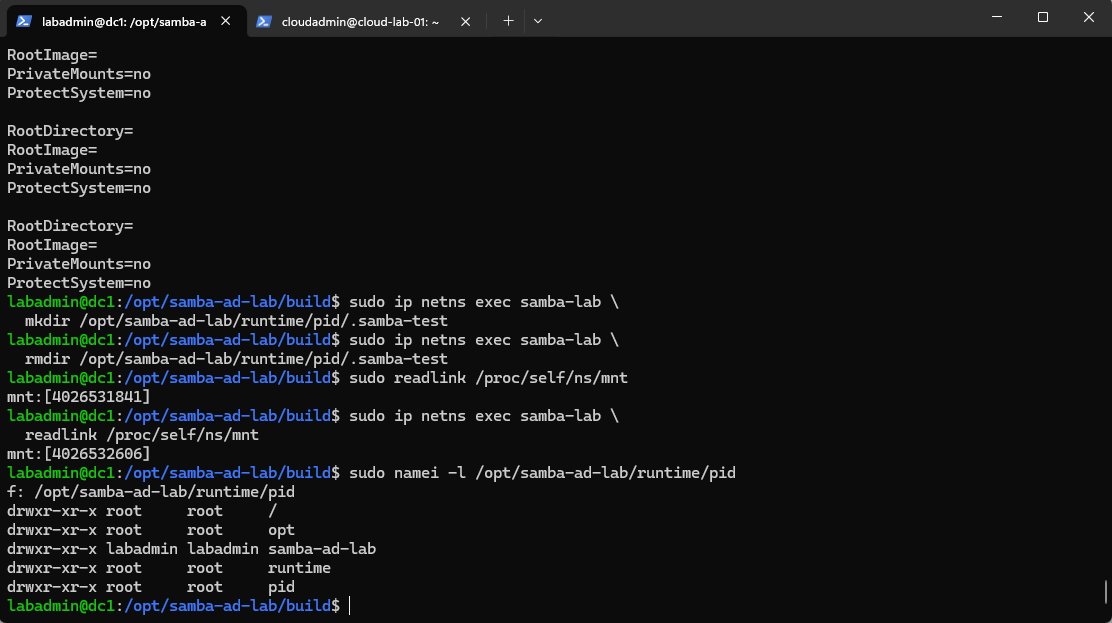 labadmin@dc1: /opt/samba-a
cloudadmin@cloud-lab-01: ~
RootImage=
PrivateMounts=no
ProtectSystem=no
RootDirectory=
RootImage=
PrivateMounts=no
ProtectSystem=no
RootDirectory=
RootImage=
PrivateMounts=no
ProtectSystem=no
labadmin@dc1:/opt/samba-ad-lab/build$ sudo ip netns exec samba-lab \
  mkdir /opt/samba-ad-lab/runtime/pid/.samba-test
labadmin@dc1:/opt/samba-ad-lab/build$ sudo ip netns exec samba-lab \
  rmdir /opt/samba-ad-lab/runtime/pid/.samba-test
labadmin@dc1:/opt/samba-ad-lab/build$ sudo readlink /proc/self/ns/mnt
mnt:[4026531841]
labadmin@dc1:/opt/samba-ad-lab/build$ sudo ip netns exec samba-lab \
  readlink /proc/self/ns/mnt
mnt:[4026532606]
labadmin@dc1:/opt/samba-ad-lab/build$ sudo namei -l /opt/samba-ad-lab/runtime/pid
f: /opt/samba-ad-lab/runtime/pid
drwxr-xr-x root     root     /
drwxr-xr-x root     root     opt
drwxr-xr-x labadmin labadmin samba-ad-lab
drwxr-xr-x root     root     runtime
drwxr-xr-x root     root     pid
labadmin@dc1:/opt/samba-ad-lab/build$